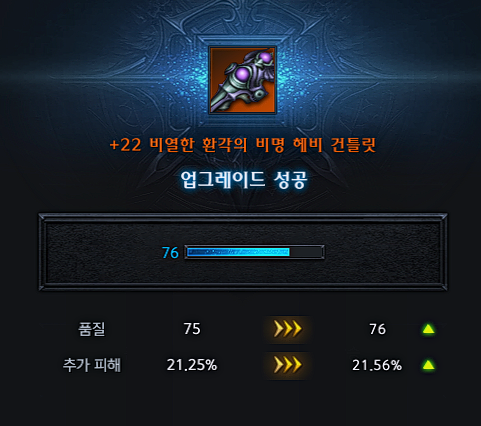 +22 비열한 환각의 비명 헤비 건틀릿
업그레이드 성공
76
품질 75 76
추가 피해 21.25% 21.56%